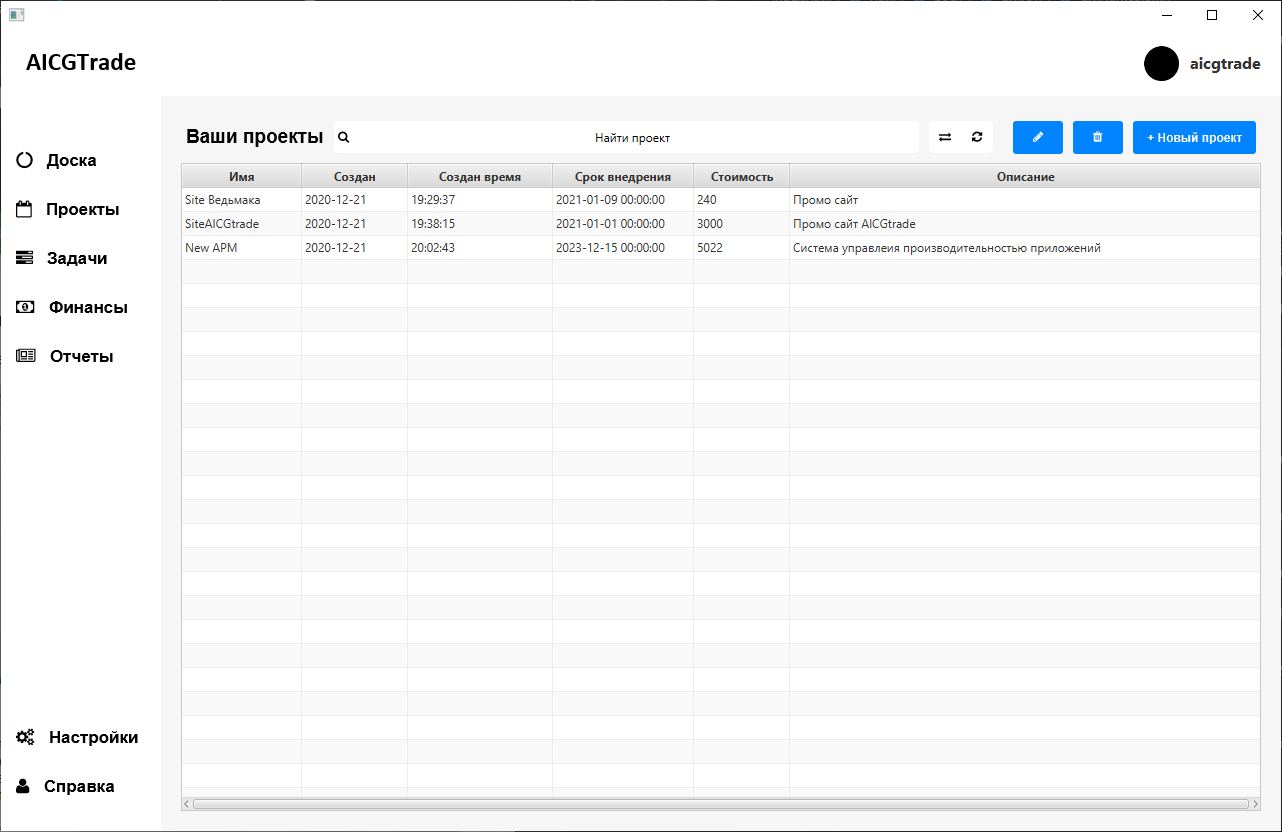 AICGTrade
aicgtrade
Доска
Проекты
Задачи
Финансы
Отчеты
Настройки
Справка
Ваши проекты
Найти проект
+ Новый проект
Имя Создан Создан время Срок внедрения Стоимость Описание
Site Ведьмака 2020-12-21 19:29:37 2021-01-09 00:00:00 240 Промо сайт
SiteAICGtrade 2020-12-21 19:38:15 2021-01-01 00:00:00 3000 Промо сайт AICGtrade
New APM 2020-12-21 20:02:43 2023-12-15 00:00:00 5022 Система управлеия производительностью приложений